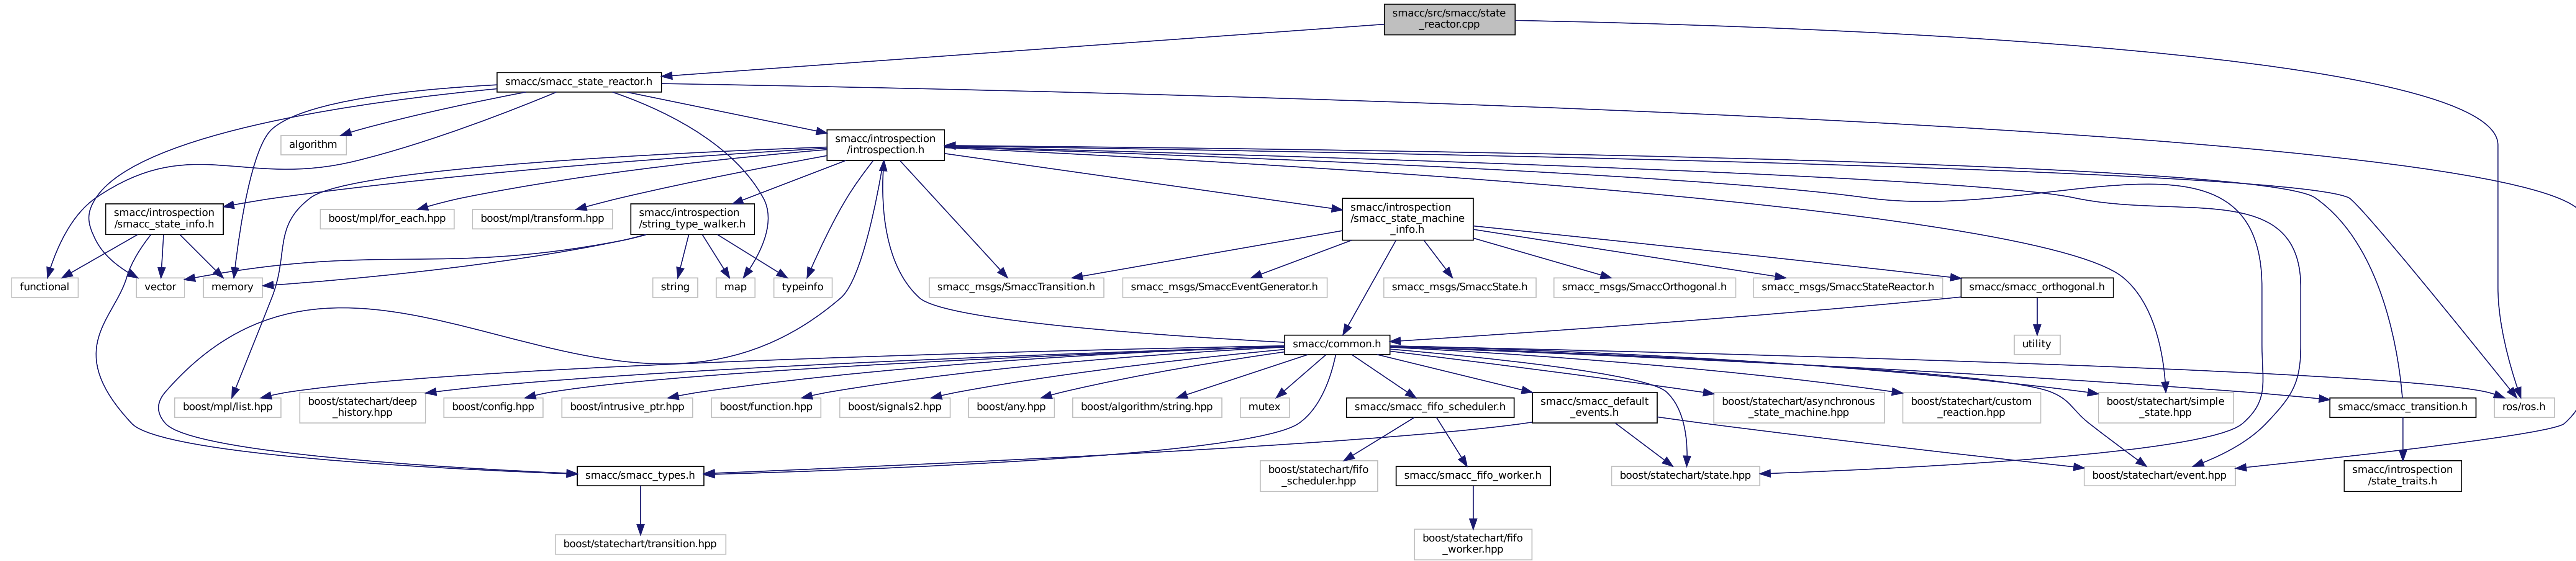 smacc/src/smacc/state
_reactor.cpp
smacc/smacc_state_reactor.h
algorithm
smacc/introspection
/introspection.h
smacc/introspection
/smacc_state_info.h
boost/mpl/for_each.hpp
boost/mpl/transform.hpp
smacc/introspection
/string_type_walker.h
smacc/introspection
/smacc_state_machine
_info.h
functional
vector
memory
string
map
typeinfo
smacc_msgs/SmaccTransition.h
smacc_msgs/SmaccEventGenerator.h
smacc_msgs/SmaccState.h
smacc_msgs/SmaccOrthogonal.h
smacc_msgs/SmaccStateReactor.h
smacc/smacc_orthogonal.h
smacc/common.h
utility
boost/mpl/list.hpp
boost/statechart/deep
_history.hpp
boost/config.hpp
boost/intrusive_ptr.hpp
boost/function.hpp
boost/signals2.hpp
boost/any.hpp
boost/algorithm/string.hpp
mutex
smacc/smacc_fifo_scheduler.h
smacc/smacc_default
_events.h
boost/statechart/asynchronous
_state_machine.hpp
boost/statechart/custom
_reaction.hpp
boost/statechart/simple
_state.hpp
smacc/smacc_transition.h
ros/ros.h
smacc/smacc_types.h
boost/statechart/fifo
_scheduler.hpp
smacc/smacc_fifo_worker.h
boost/statechart/state.hpp
boost/statechart/event.hpp
smacc/introspection
/state_traits.h
boost/statechart/transition.hpp
boost/statechart/fifo
_worker.hpp